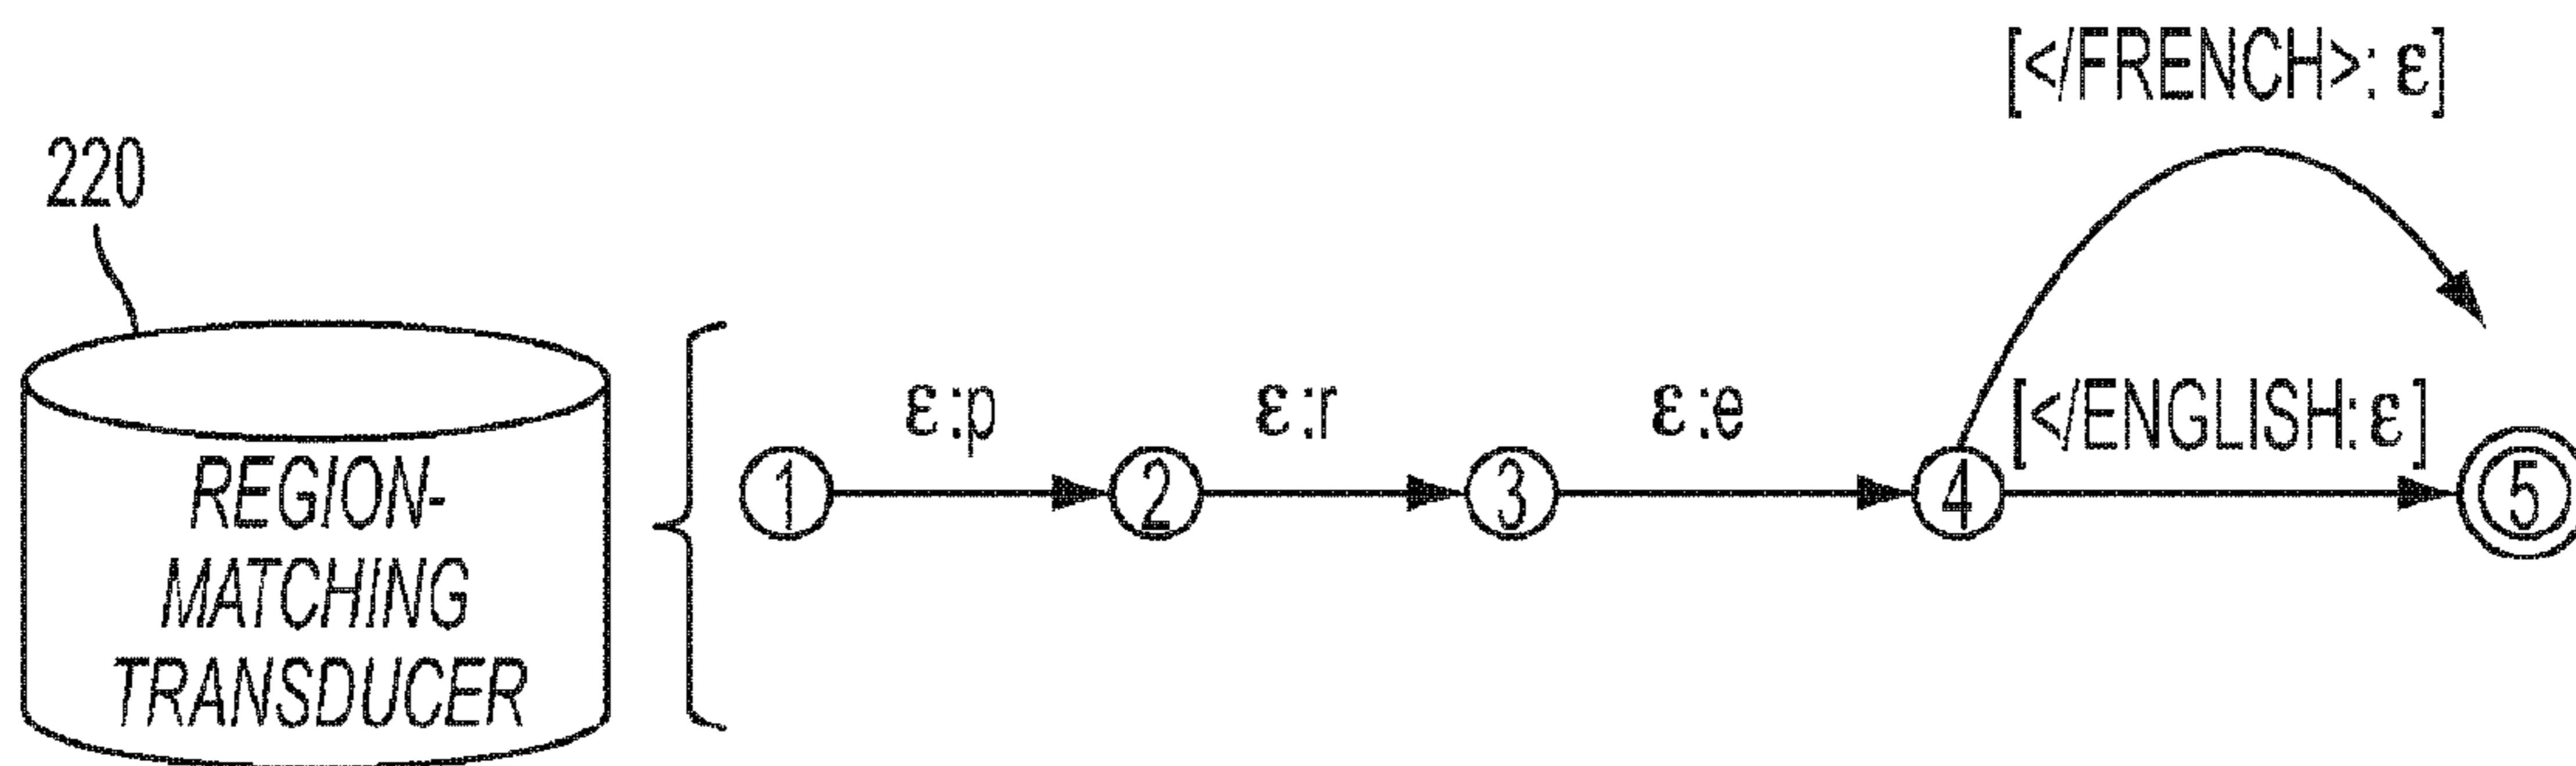 [</FRENCH>: ε]
220
ε :p
ε :r
ε :e
[</ENGLISH: ε]
1
2
3
4
5
REGION-
MATCHING
TRANSDUCER